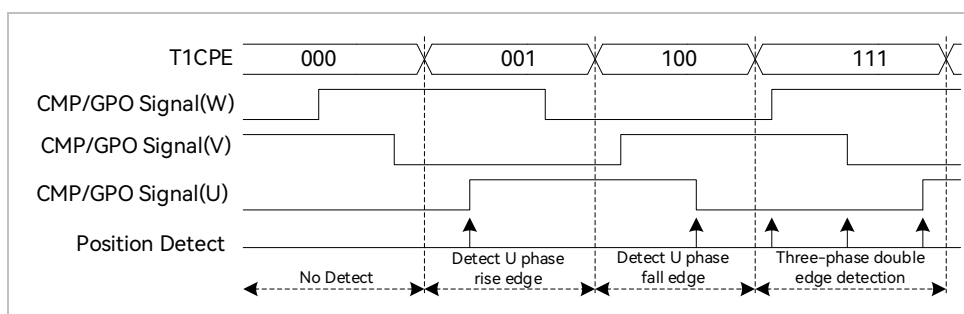 T1CPE 000 001 100 111
CMP/GPO Signal(W)
CMP/GPO Signal(V)
CMP/GPO Signal(U)
Position Detect
No Detect
Detect U phase
rise edge
Detect U phase
fall edge
Three-phase double
edge detection